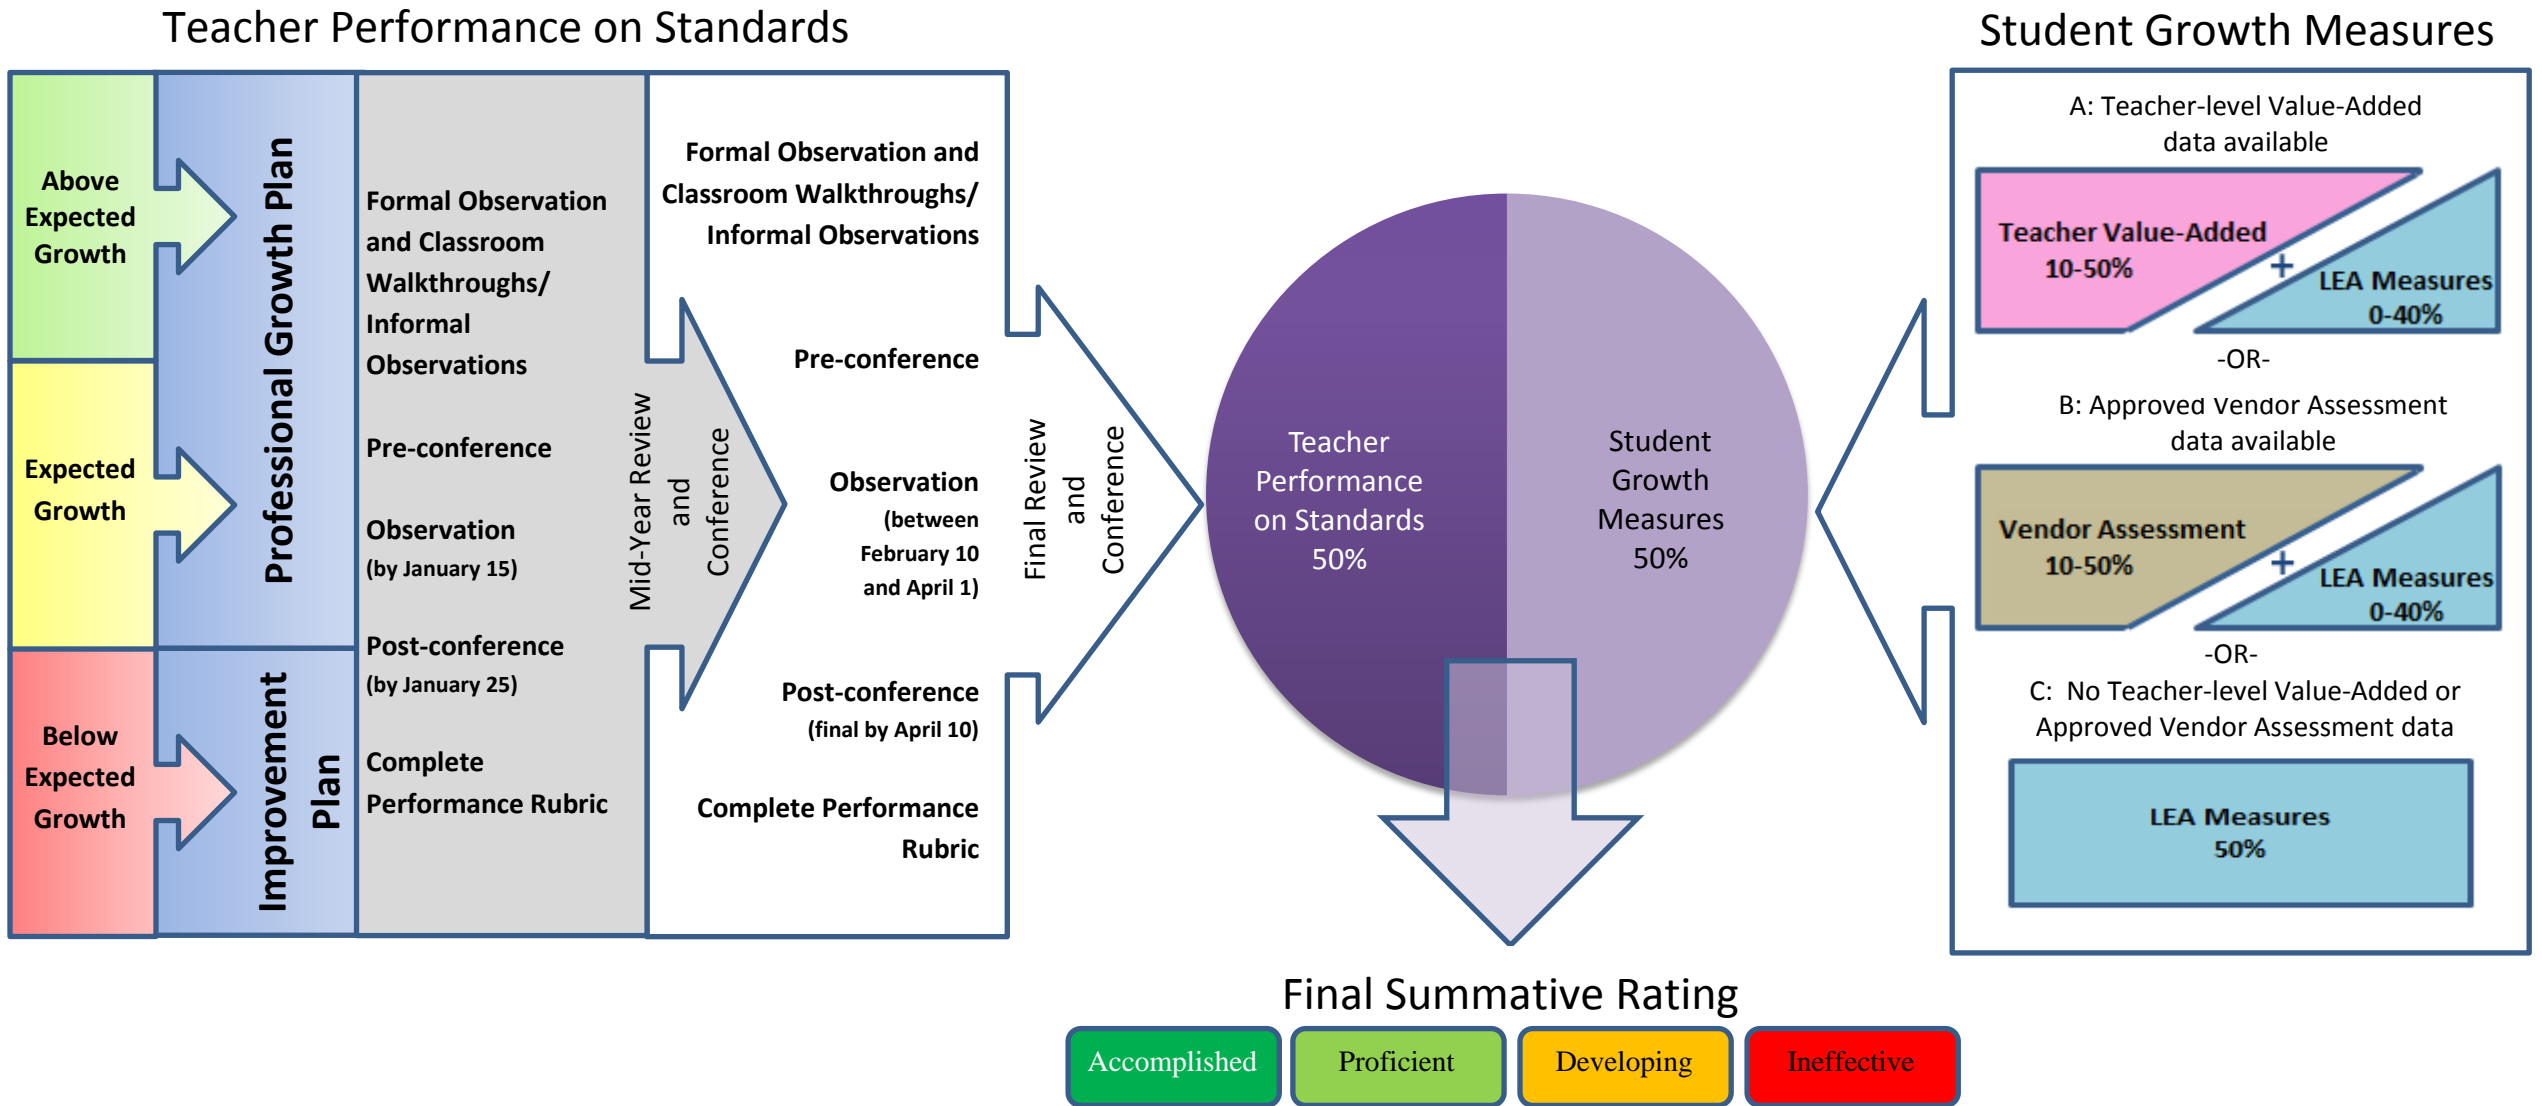 Teacher Performance on Standards
Above
Expected
Growth
Expected
Growth
Below
Expected
Growth
Professional Growth Plan
Improvement
Plan
Formal Observation
and Classroom
Walkthroughs/
Informal
Observations
Pre-conference
Observation
(by January 15)
Post-conference
(by January 25)
Complete
Performance Rubric
Mid-Year Review
and
Conference
Formal Observation and
Classroom Walkthroughs/
Informal Observations
Pre-conference
Observation
(between
February 10
and April 1)
Post-conference
(final by April 10)
Complete Performance
Rubric
Final Review
and
Conference
Teacher
Performance
on Standards
50%
Student
Growth
Measures
50%
Student Growth Measures
A: Teacher-level Value-Added
data available
Teacher Value-Added
10-50%
+
LEA Measures
0-40%
-OR-
B: Approved Vendor Assessment
data available
Vendor Assessment
10-50%
+
LEA Measures
0-40%
-OR-
C: No Teacher-level Value-Added or
Approved Vendor Assessment data
LEA Measures
50%
Final Summative Rating
Accomplished
Proficient
Developing
Ineffective